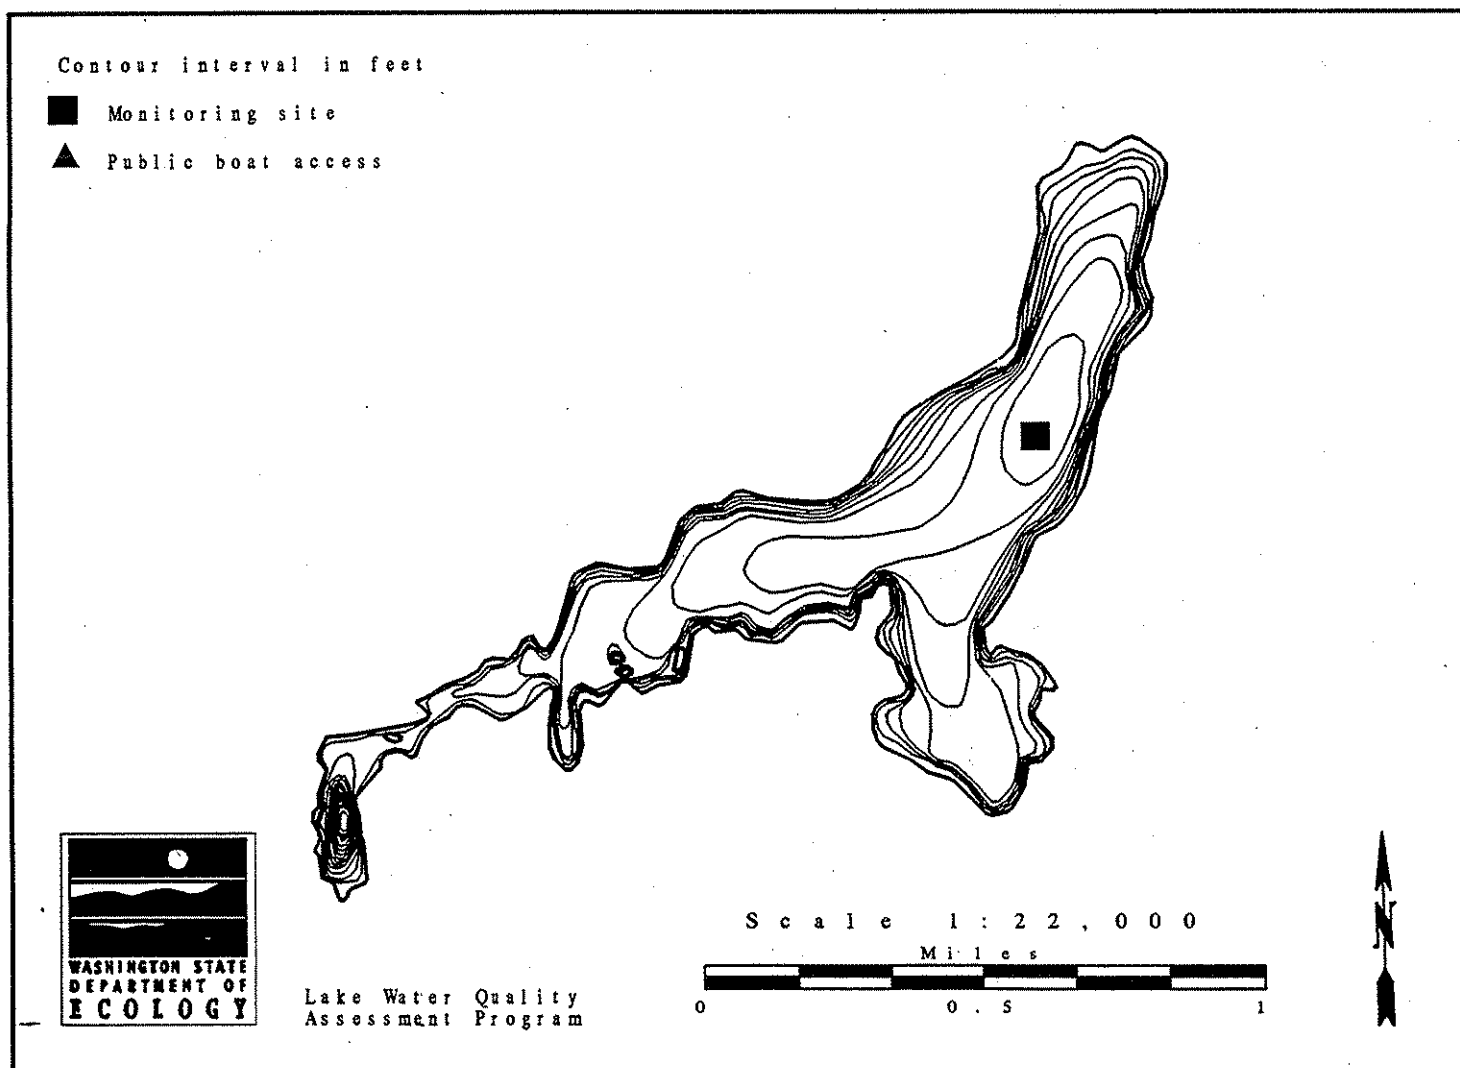 Contour interval in feet
Monitoring site
Public boat access
Scale 1:22,000
Miles
0 0.5 1
N
WASHINGTON STATE
DEPARTMENT OF
ECOLOGY
Lake Water Quality
Assessment Program